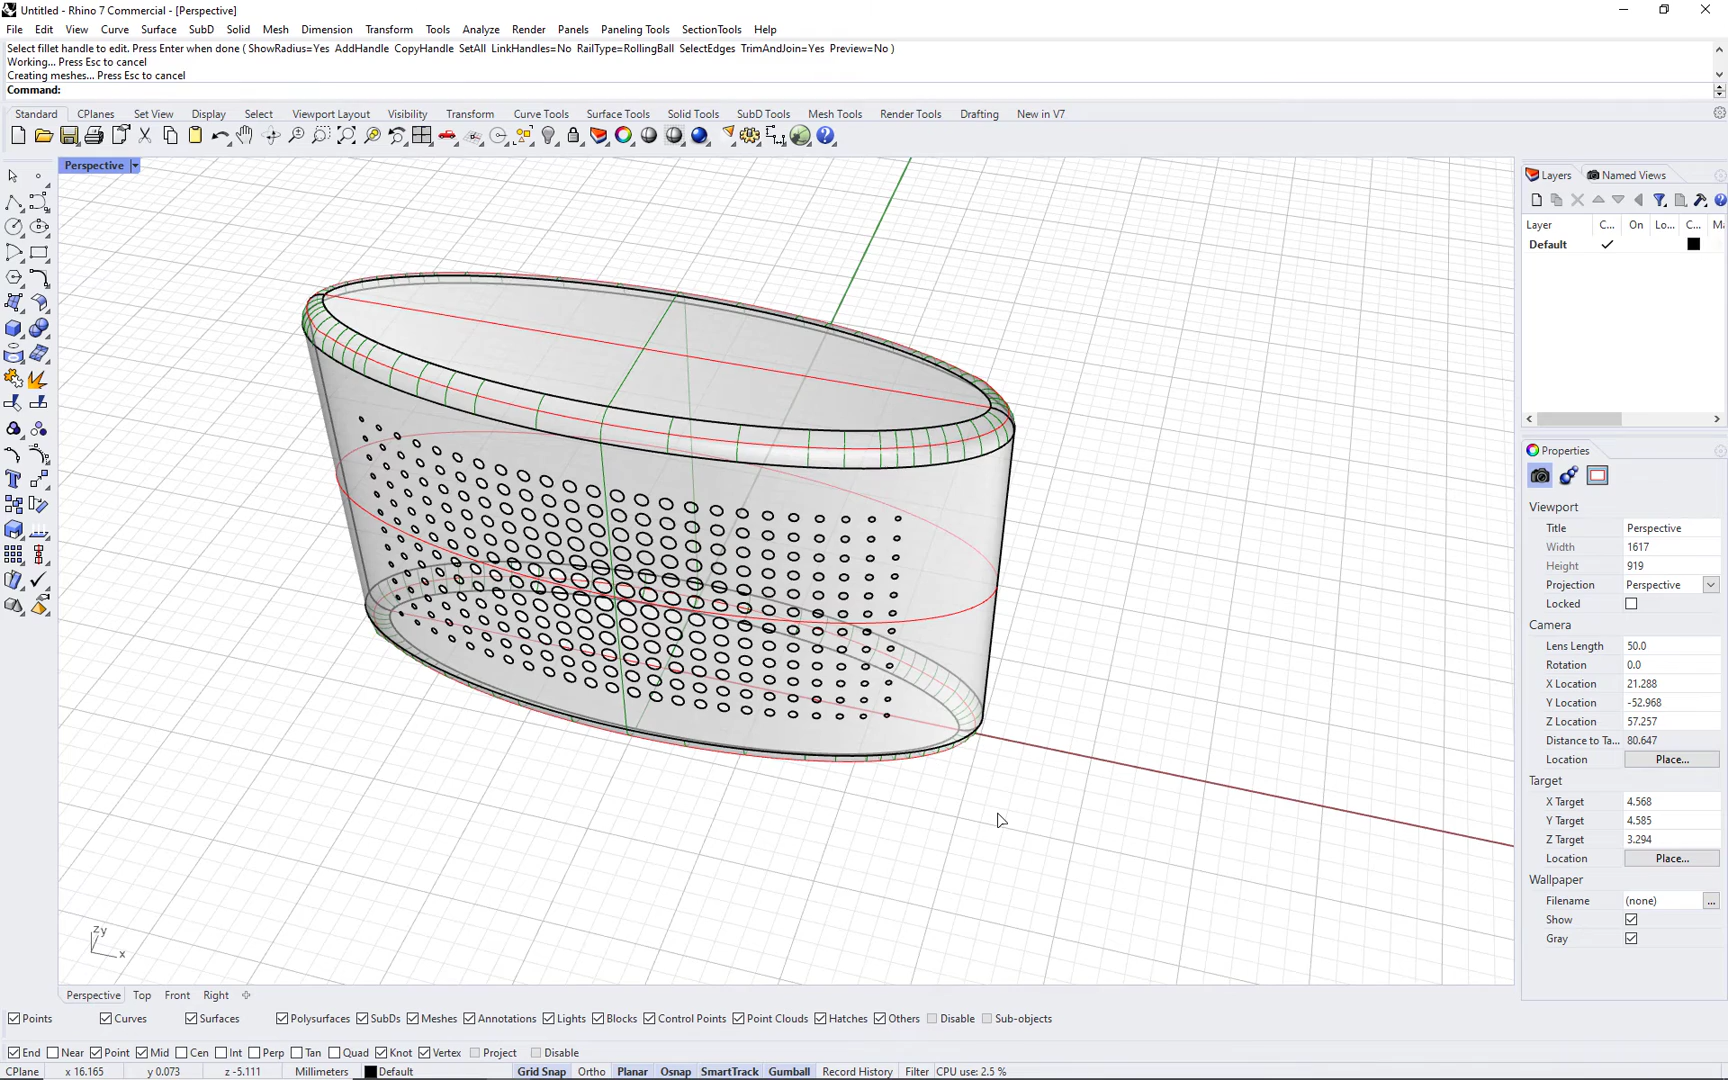 Untitled - Rhino 7 Commercial - [Perspective]
File Edit View Curve Surface SubD Solid Mesh Dimension Transform Tools Analyze Render Panels Paneling Tools SectionTools Help
Select fillet handle to edit. Press Enter when done ( ShowRadius=Yes AddHandle CopyHandle SetAll LinkHandles=No RailType=RollingBall SelectEdges TrimAndJoin=Yes Preview=No )
Working... Press Esc to cancel
Creating meshes... Press Esc to cancel
Command:
Standard CPlanes Set View Display Select Viewport Layout Visibility Transform Curve Tools Surface Tools Solid Tools SubD Tools Mesh Tools Render Tools Drafting New in V7
Perspective
Layers Named Views
Layer C... On Lo... C... M
Default
Properties
Viewport
Title Perspective
Width 1617
Height 919
Projection Perspective
Locked
Camera
Lens Length 50.0
Rotation 0.0
X Location 21.288
Y Location -52.968
Z Location 57.257
Distance to Ta... 80.647
Location Place...
Target
X Target 4.568
Y Target 4.585
Z Target 3.294
Location Place...
Wallpaper
Filename (none) ...
Show
Gray
z y
x
Perspective Top Front Right
Points Curves Surfaces Polysurfaces SubDs Meshes Annotations Lights Blocks Control Points Point Clouds Hatches Others Disable Sub-objects
End Near Point Mid Cen Int Perp Tan Quad Knot Vertex Project Disable
CPlane x 16.165 y 0.073 z -5.111 Millimeters Default Grid Snap Ortho Planar Osnap SmartTrack Gumball Record History Filter CPU use: 2.5 %